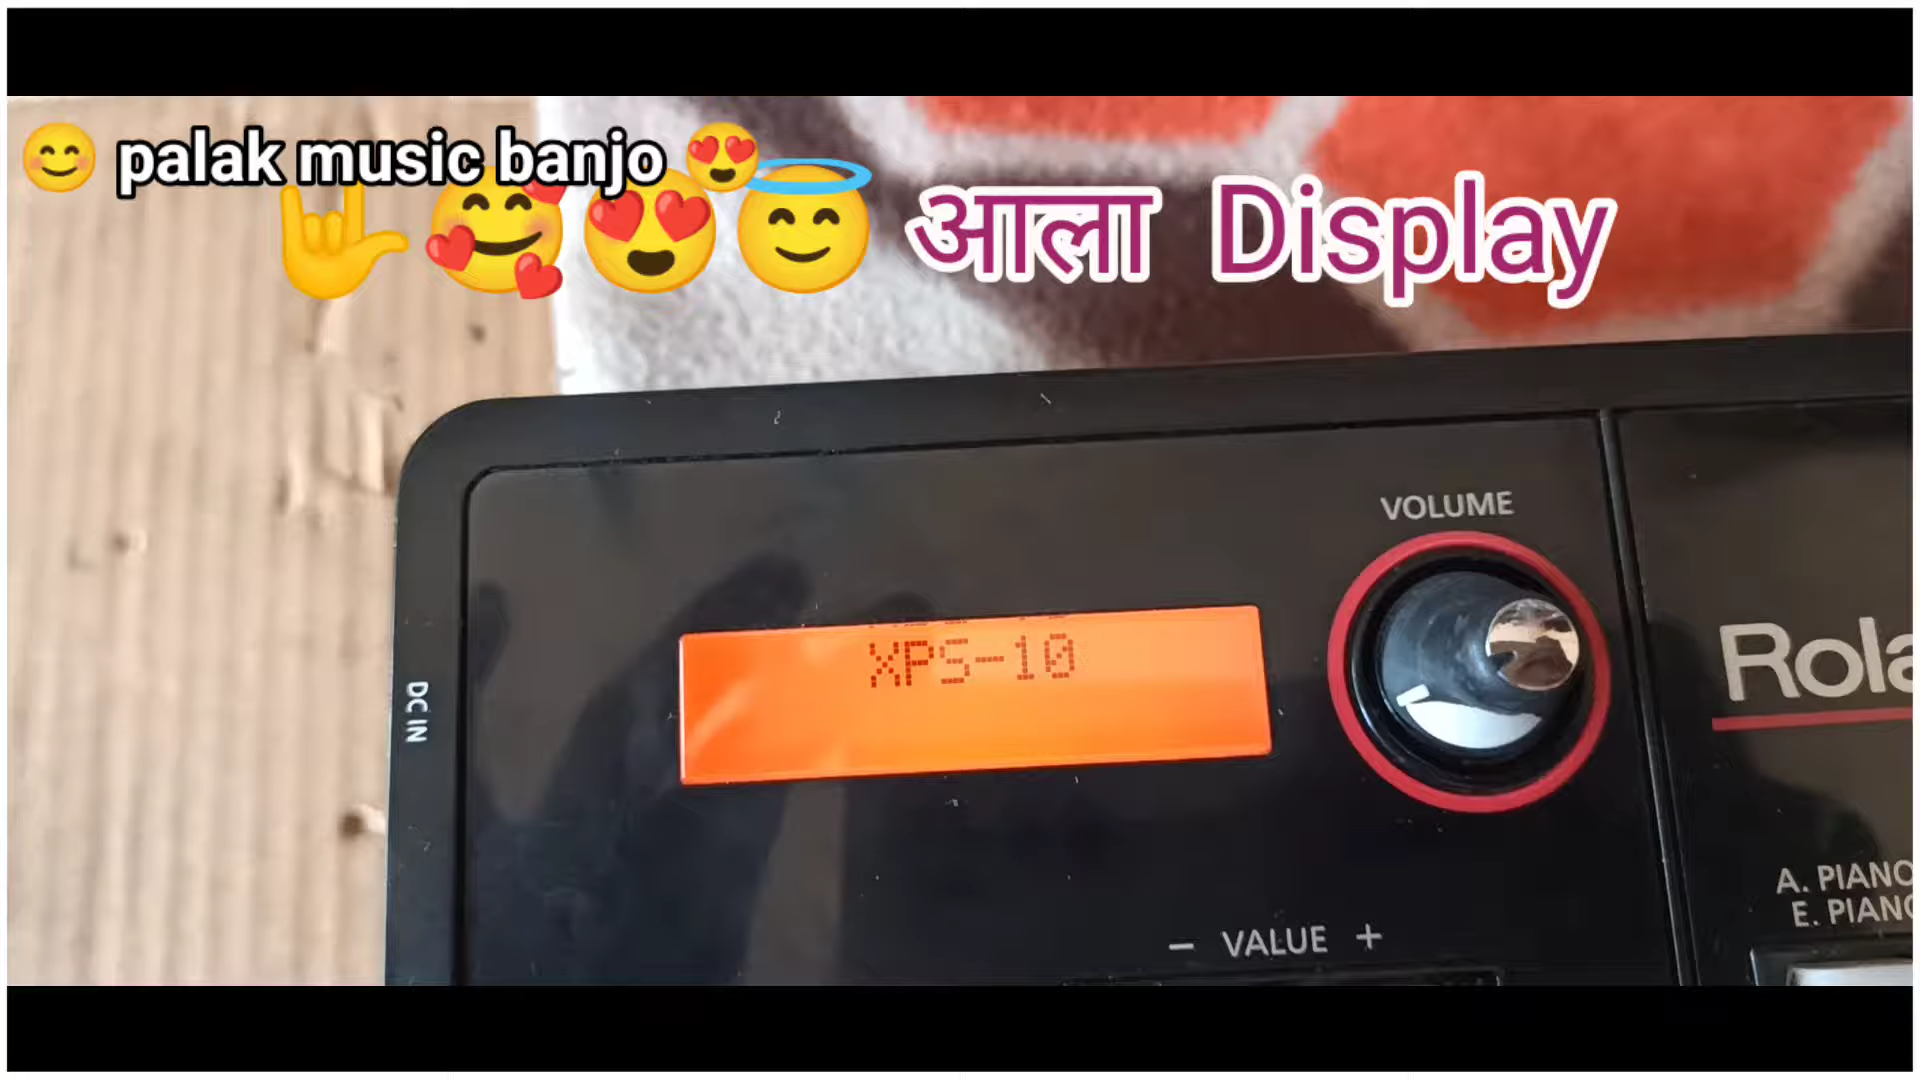 😊 palak music banjo 😍
🤟🥰😍😇 आला Display
VOLUME
XPS-10
DC IN
Rola
A. PIANO
E. PIANO
− VALUE +